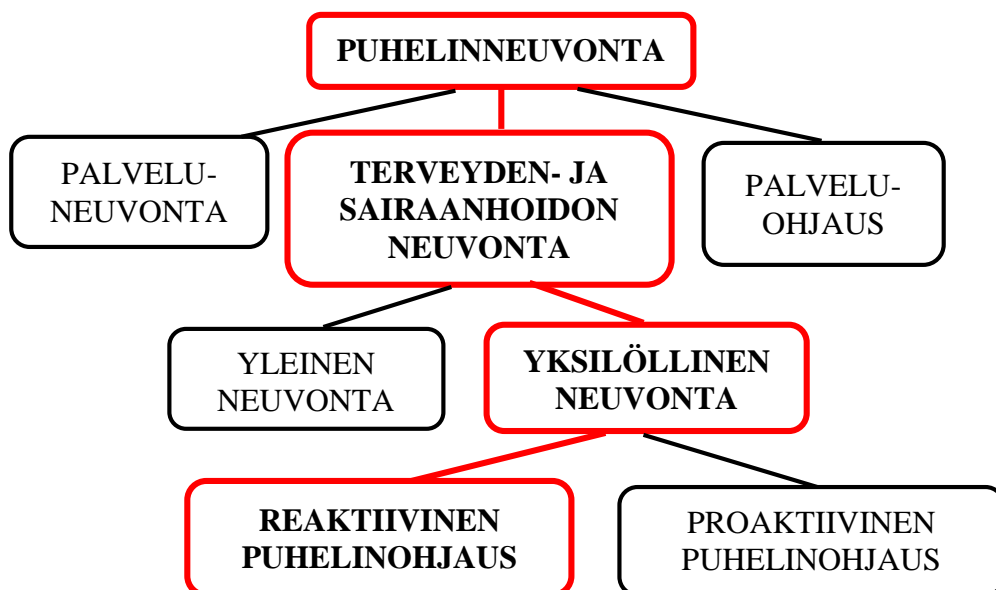 PUHELINNEUVONTA
PALVELU-
NEUVONTA
TERVEYDEN- JA
SAIRAANHOIDON
NEUVONTA
PALVELU-
OHJAUS
YLEINEN
NEUVONTA
YKSILÖLLINEN
NEUVONTA
REAKTIIVINEN
PUHELINOHJAUS
PROAKTIIVINEN
PUHELINOHJAUS